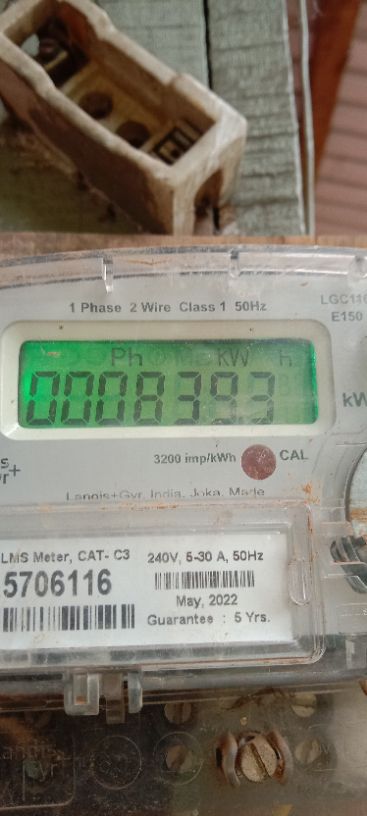 1 Phase 2 Wire Class 1 50Hz
LGC110
E150
Ph M kW h
0008393
kW
3200 imp/kWh CAL
Landis+Gyr, India, Joka, Made
LMS Meter, CAT- C3
240V, 5-30 A, 50Hz
5706116
May, 2022
Guarantee : 5 Yrs.